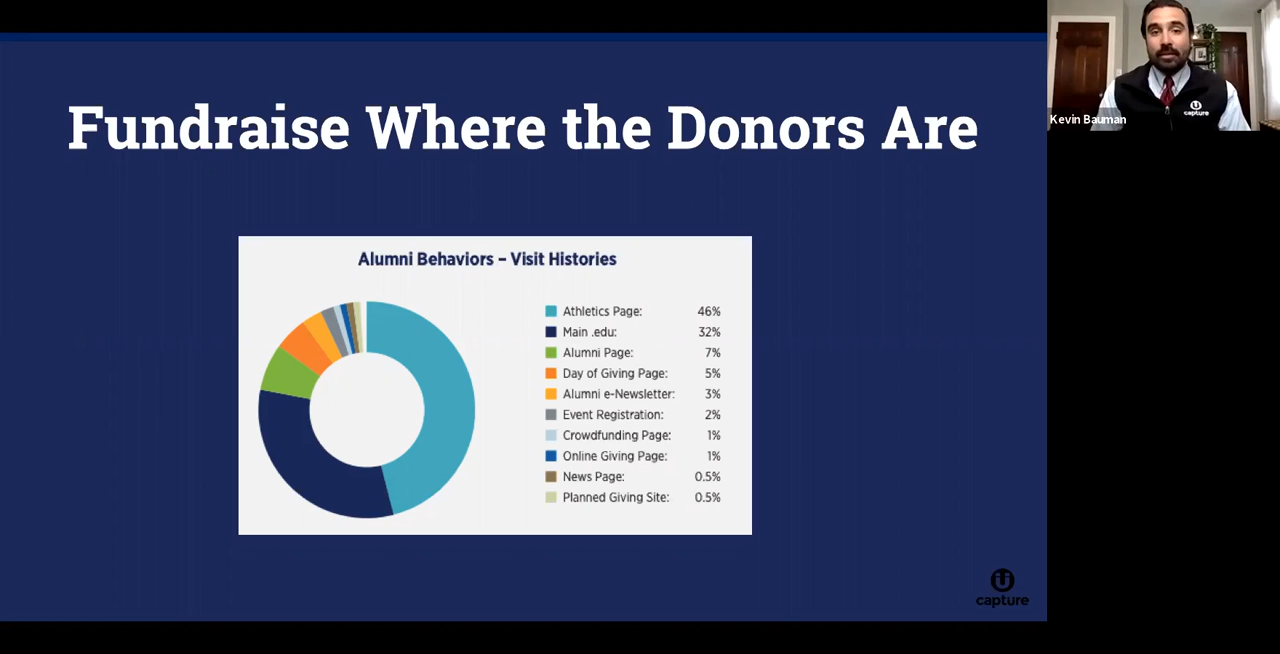 Fundraise Where the Donors Are
Alumni Behaviors – Visit Histories
Athletics Page: 46%
Main .edu: 32%
Alumni Page: 7%
Day of Giving Page: 5%
Alumni e-Newsletter: 3%
Event Registration: 2%
Crowdfunding Page: 1%
Online Giving Page: 1%
News Page: 0.5%
Planned Giving Site: 0.5%
capture
capture
Kevin Bauman